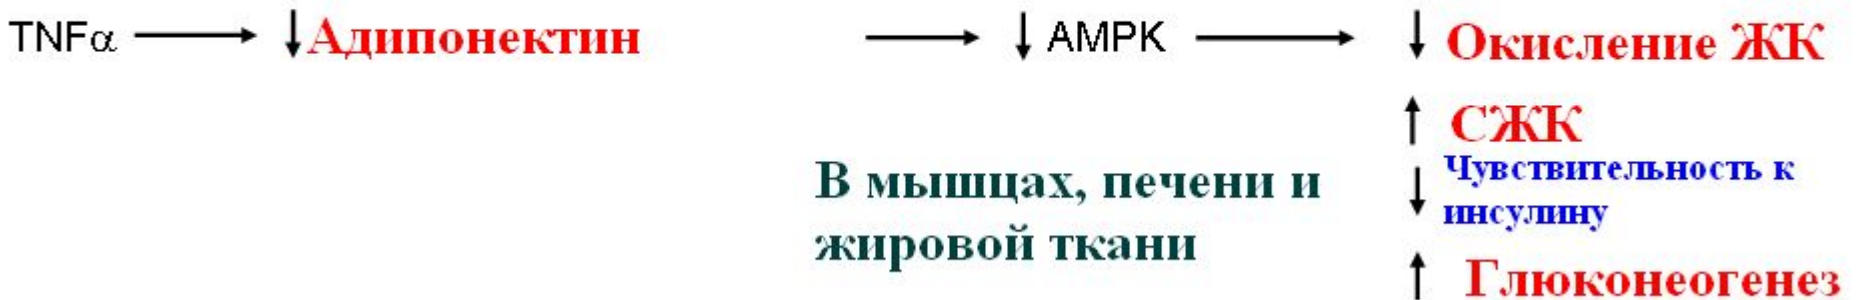 TNFα → ↓ Адипонектин → ↓ AMPK → ↓ Окисление ЖК
↑ СЖК
В мышцах, печени и
жировой ткани
↓ Чувствительность к
инсулину
↑ Глюконеогенез